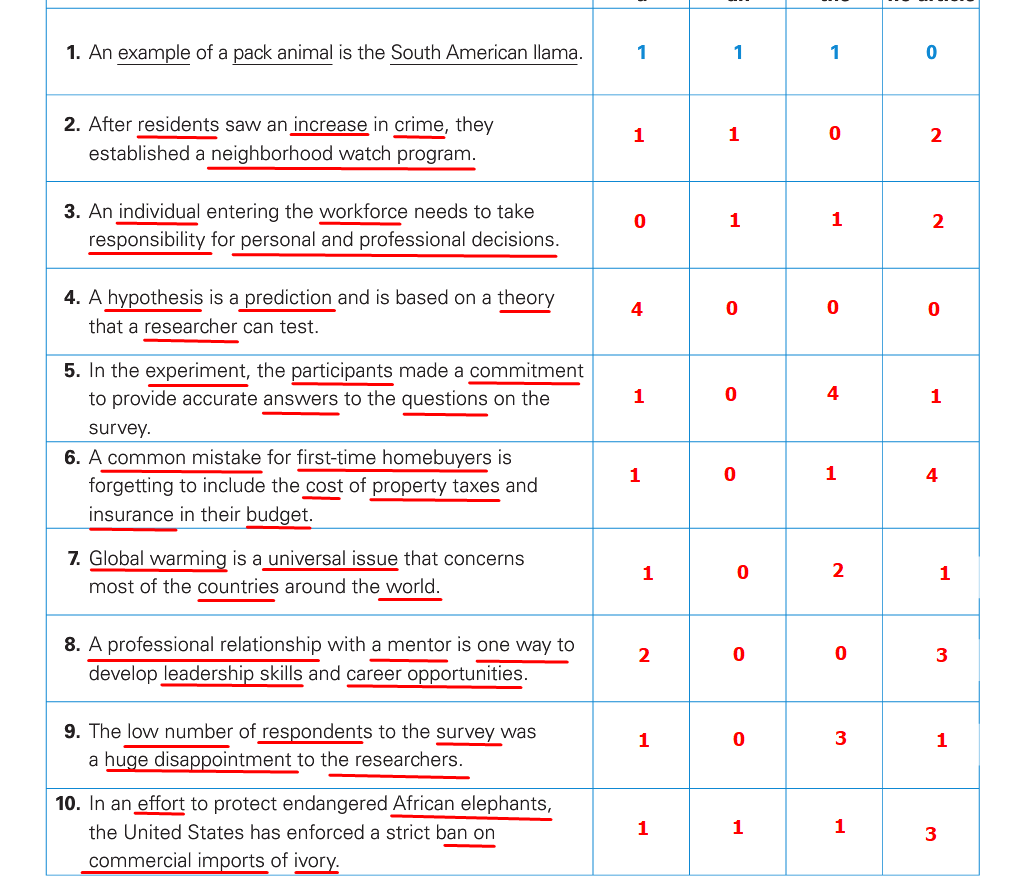 a an the no article
1. An example of a pack animal is the South American llama.
1 1 1 0
2. After residents saw an increase in crime, they
established a neighborhood watch program.
1 1 0 2
3. An individual entering the workforce needs to take
responsibility for personal and professional decisions.
0 1 1 2
4. A hypothesis is a prediction and is based on a theory
that a researcher can test.
4 0 0 0
5. In the experiment, the participants made a commitment
to provide accurate answers to the questions on the
survey.
1 0 4 1
6. A common mistake for first-time homebuyers is
forgetting to include the cost of property taxes and
insurance in their budget.
1 0 1 4
7. Global warming is a universal issue that concerns
most of the countries around the world.
1 0 2 1
8. A professional relationship with a mentor is one way to
develop leadership skills and career opportunities.
2 0 0 3
9. The low number of respondents to the survey was
a huge disappointment to the researchers.
1 0 3 1
10. In an effort to protect endangered African elephants,
the United States has enforced a strict ban on
commercial imports of ivory.
1 1 1 3